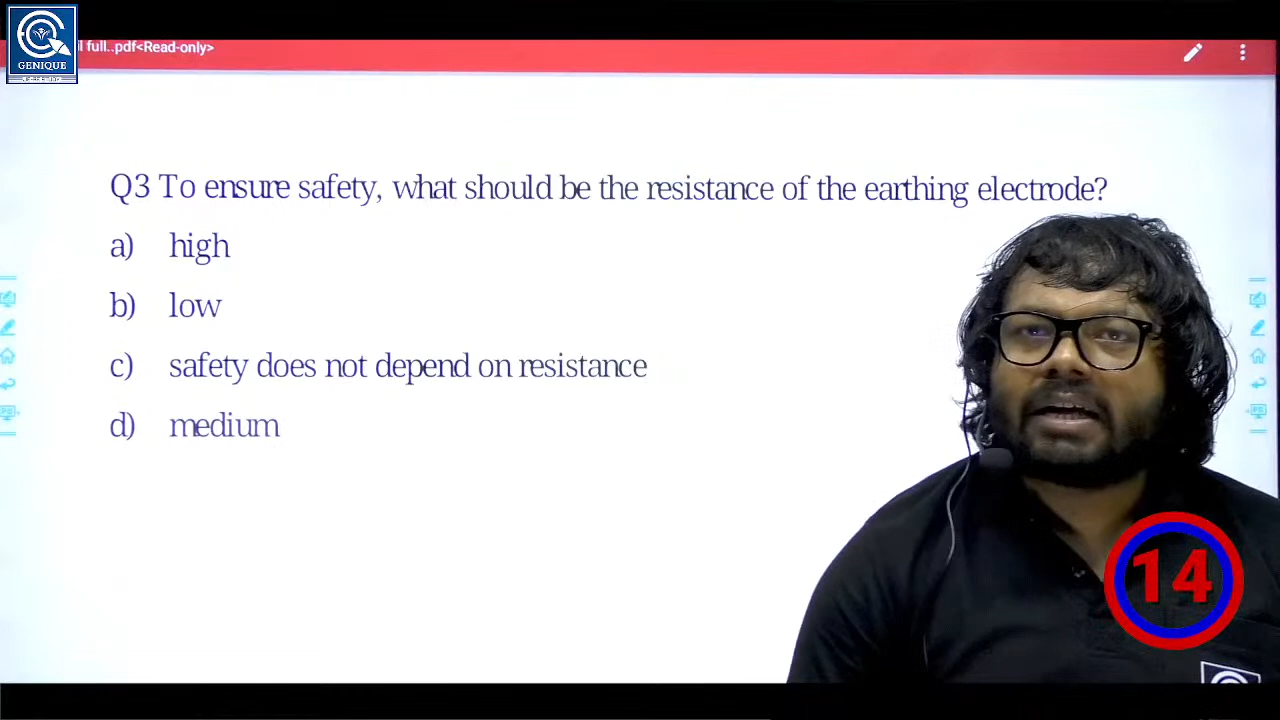 GENIQUE
l full..pdf<Read-only>
Q3 To ensure safety, what should be the resistance of the earthing electrode?
a) high
b) low
c) safety does not depend on resistance
d) medium
14